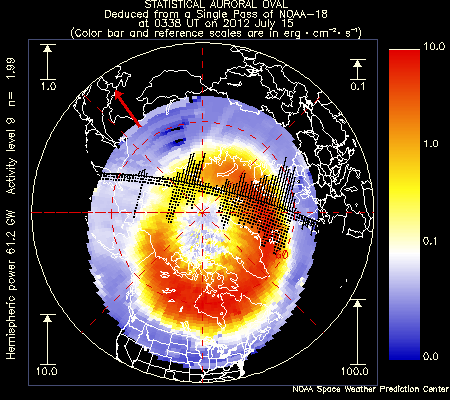 STATISTICAL AURORAL OVAL
Deduced from a Single Pass of NOAA-18
at 0338 UT on 2012 July 15
(Color bar and reference scales are in erg · cm⁻² · s⁻¹)
1.0
0.1
10.0
100.0
Hemispheric power 61.2 GW Activity level 9 n= 1.99
10.0
1.0
0.1
0.0
NOAA Space Weather Prediction Center